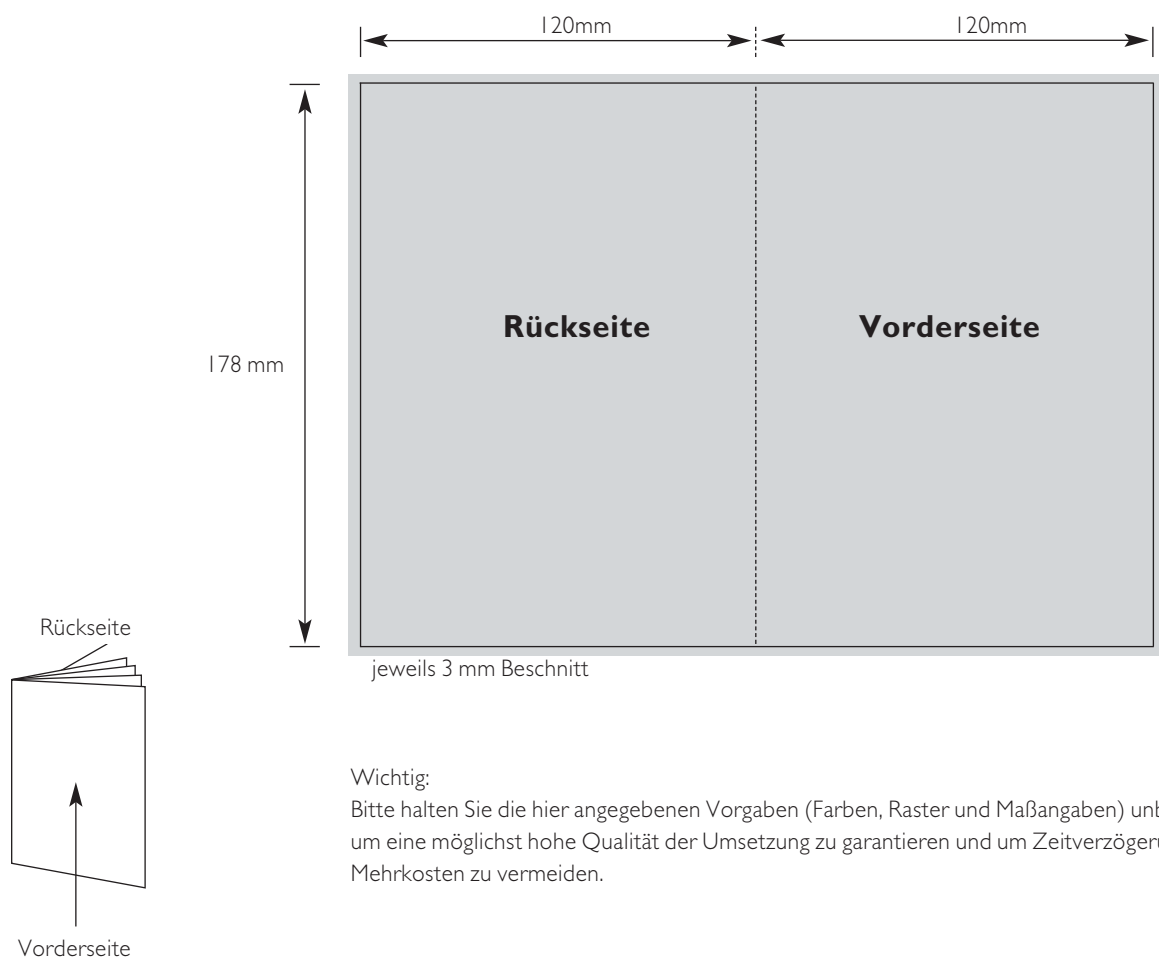 120mm
120mm
Rückseite
Vorderseite
178 mm
Rückseite
jeweils 3 mm Beschnitt
Wichtig:
Bitte halten Sie die hier angegebenen Vorgaben (Farben, Raster und Maßangaben)
um eine möglichst hohe Qualität der Umsetzung zu garantieren und um
Mehrkosten zu vermeiden.
Vorderseite